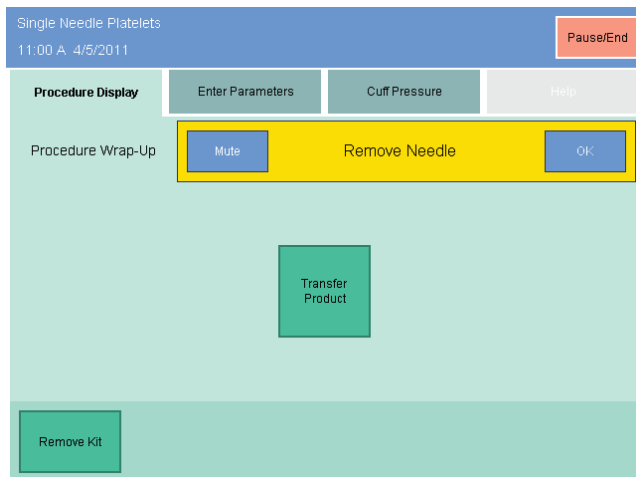 Single Needle Platelets
11:00 A 4/5/2011
Pause/End
Procedure Display
Enter Parameters
Cuff Pressure
Help
Procedure Wrap-Up
Mute
Remove Needle
OK
Transfer
Product
Remove Kit